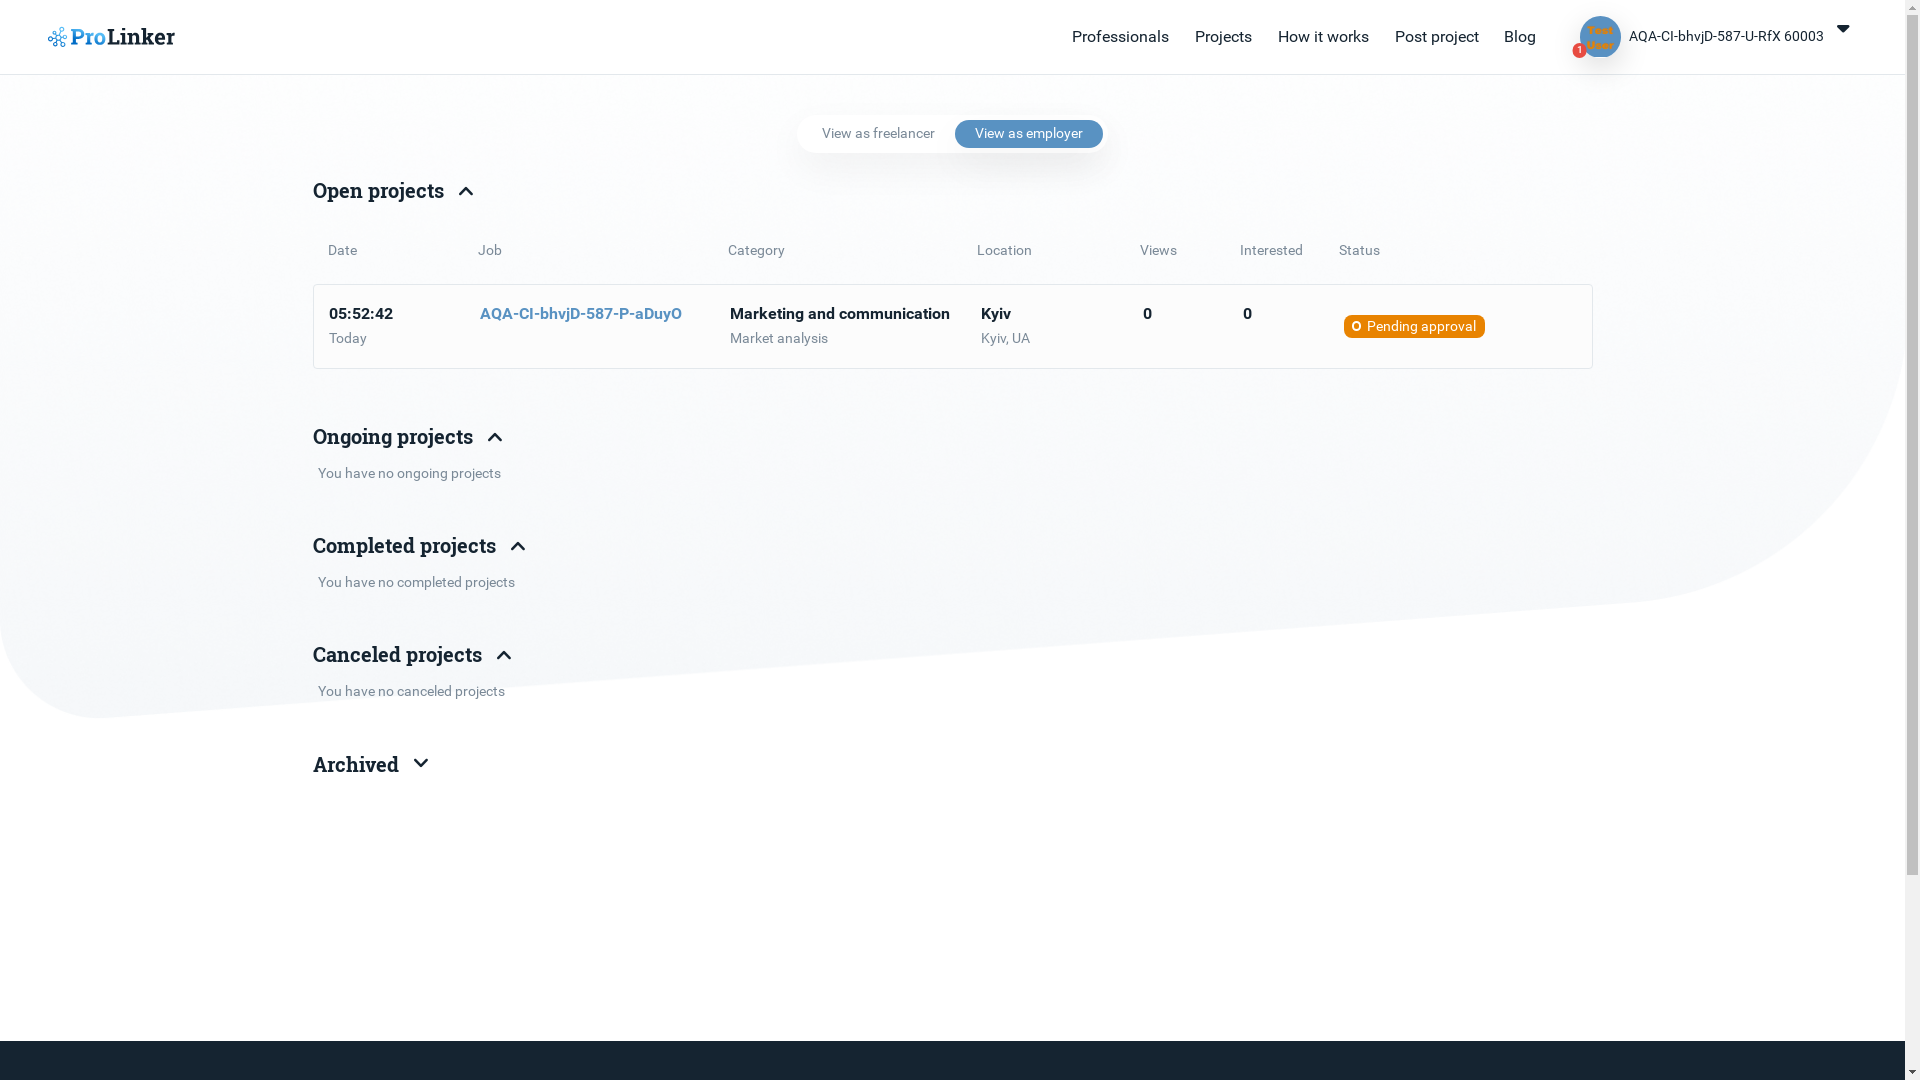 ProLinker
Professionals Projects How it works Post project Blog
Test
User
1
AQA-CI-bhvjD-587-U-RfX 60003
View as freelancer View as employer
Open projects
Date Job Category Location Views Interested Status
05:52:42 AQA-CI-bhvjD-587-P-aDuyO Marketing and communication Kyiv 0 0 Pending approval
Today Market analysis Kyiv, UA
Ongoing projects
You have no ongoing projects
Completed projects
You have no completed projects
Canceled projects
You have no canceled projects
Archived